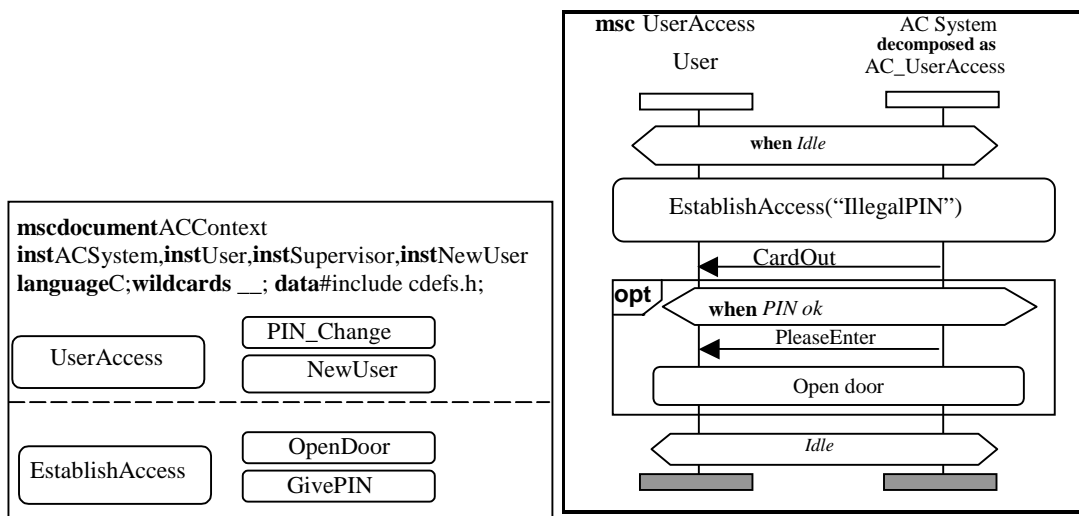 mscdocumentACContext
instACSystem,instUser,instSupervisor,instNewUser
languageC;wildcards __; data#include cdefs.h;
UserAccess
PIN_Change
NewUser
EstablishAccess
OpenDoor
GivePIN
msc UserAccess
User
AC System
decomposed as
AC_UserAccess
when Idle
EstablishAccess(“IllegalPIN”)
CardOut
opt
when PIN ok
PleaseEnter
Open door
Idle